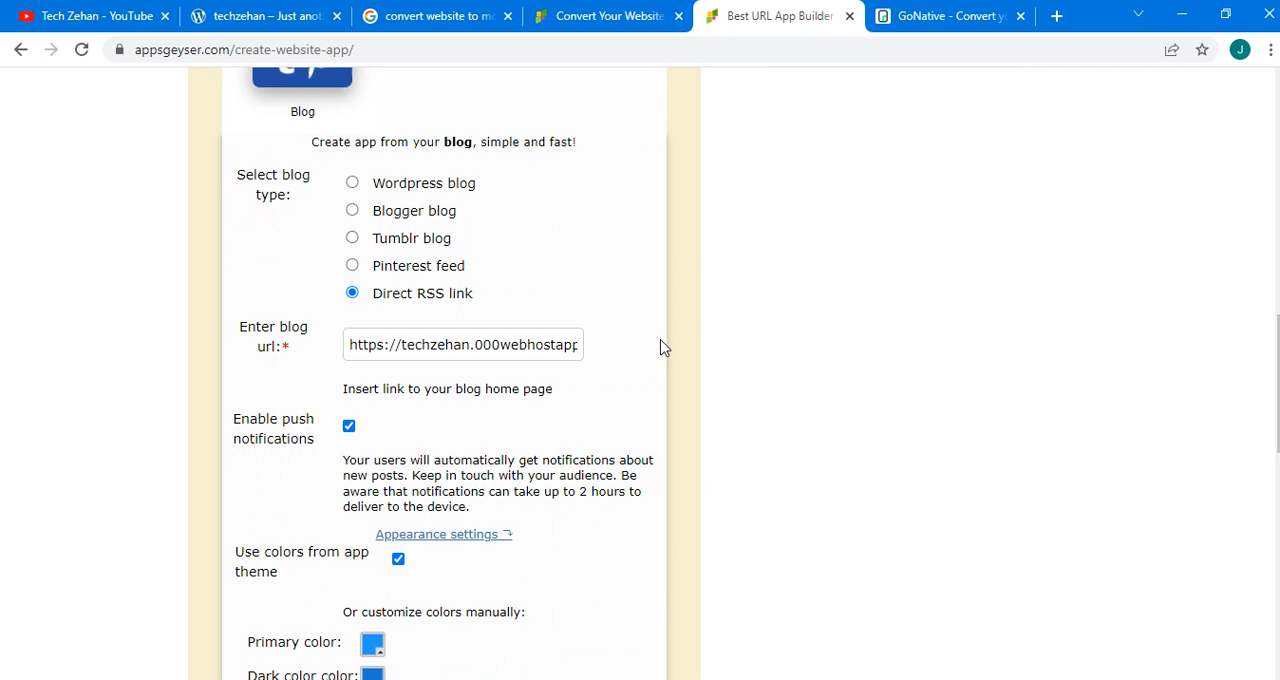 Tech Zehan - YouTube
techzehan – Just anot
convert website to mo
Convert Your Website
Best URL App Builder
GoNative - Convert yo
appsgeyser.com/create-website-app/
J
Blog
Create app from your blog, simple and fast!
Select blog
type:
Wordpress blog
Blogger blog
Tumblr blog
Pinterest feed
Direct RSS link
Enter blog
url:*
https://techzehan.000webhostapp
Insert link to your blog home page
Enable push
notifications
Your users will automatically get notifications about
new posts. Keep in touch with your audience. Be
aware that notifications can take up to 2 hours to
deliver to the device.
Appearance settings
Use colors from app
theme
Or customize colors manually:
Primary color:
Dark color color: